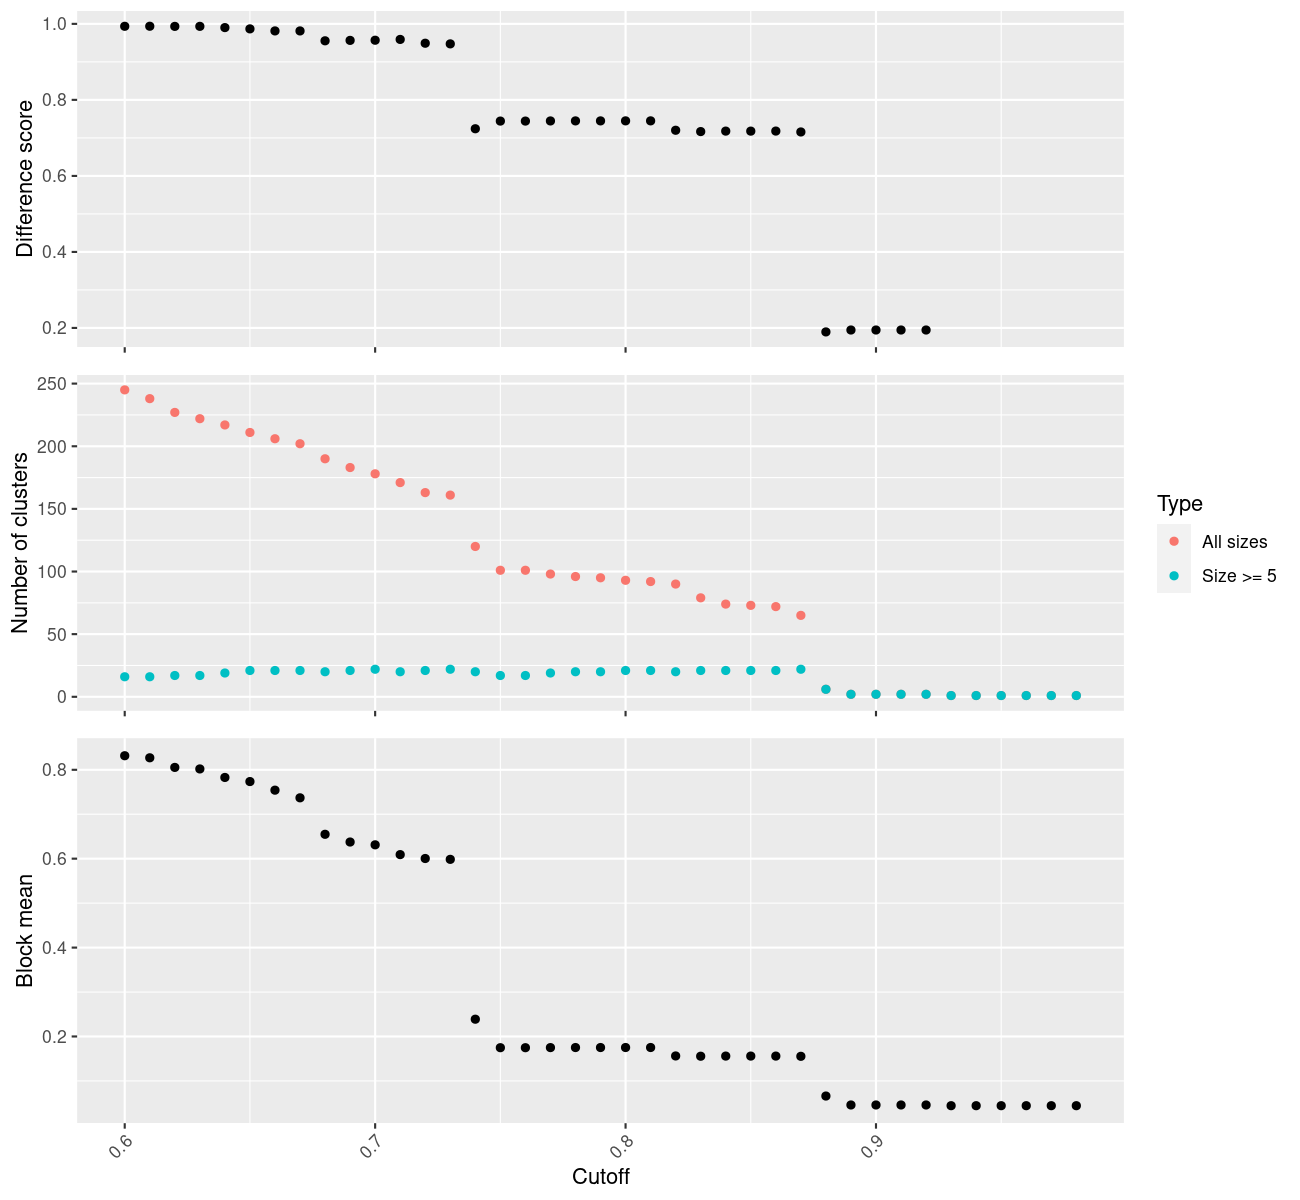 Difference score
1.0
0.8
0.6
0.4
0.2
Number of clusters
250
200
150
100
50
0
Type
All sizes
Size >= 5
Block mean
0.8
0.6
0.4
0.2
0.6 0.7 0.8 0.9
Cutoff